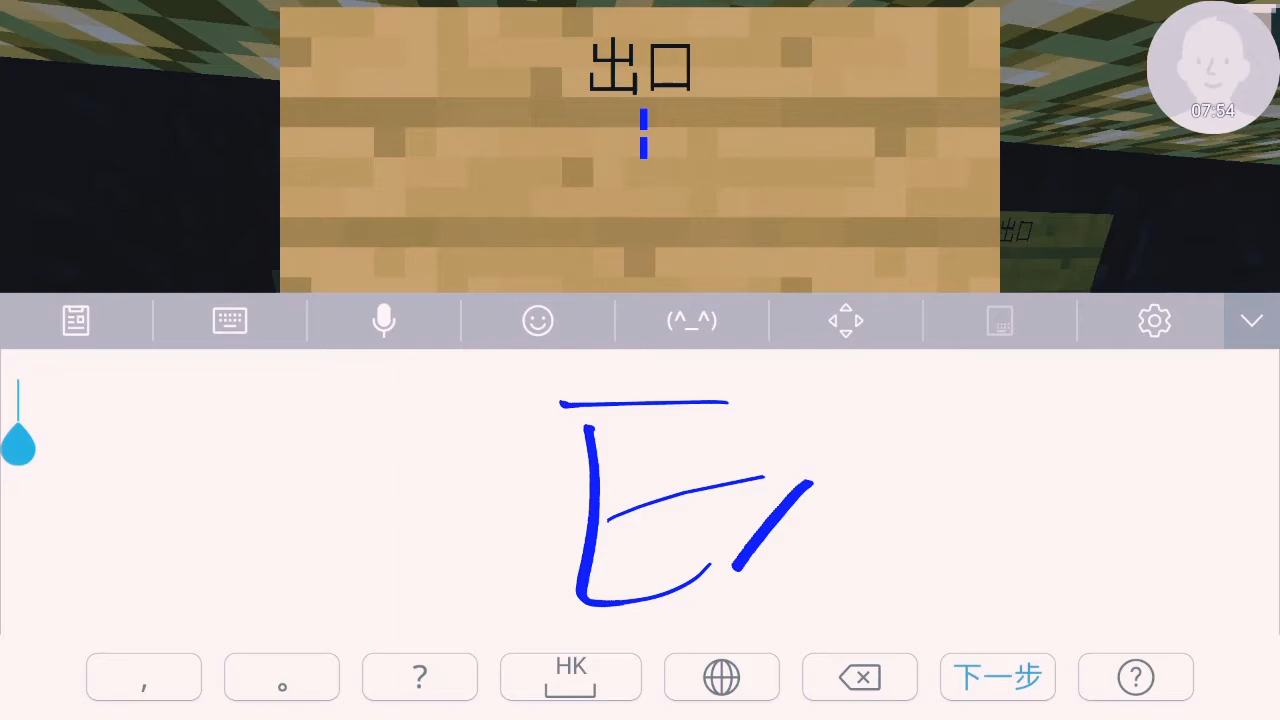 出口
07:54
出口
(^_^)
E
, 。 ? HK 下一步 ?